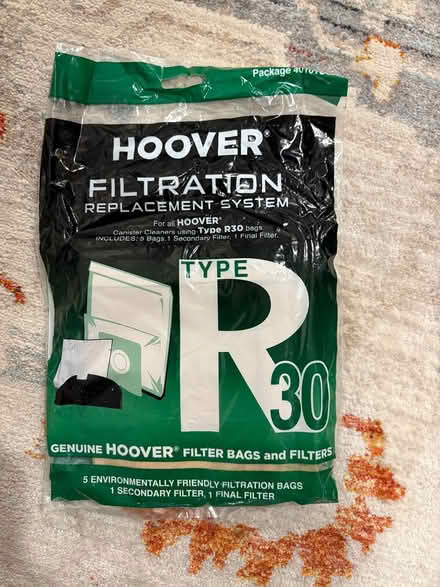 Package
HOOVER®
FILTRATION
REPLACEMENT SYSTEM
For all HOOVER®
Canister Cleaners using Type R30 bags
INCLUDES: 5 Bags, 1 Secondary Filter, 1 Final Filter.
TYPE
R30
GENUINE HOOVER® FILTER BAGS and FILTERS
5 ENVIRONMENTALLY FRIENDLY FILTRATION BAGS
1 SECONDARY FILTER, 1 FINAL FILTER